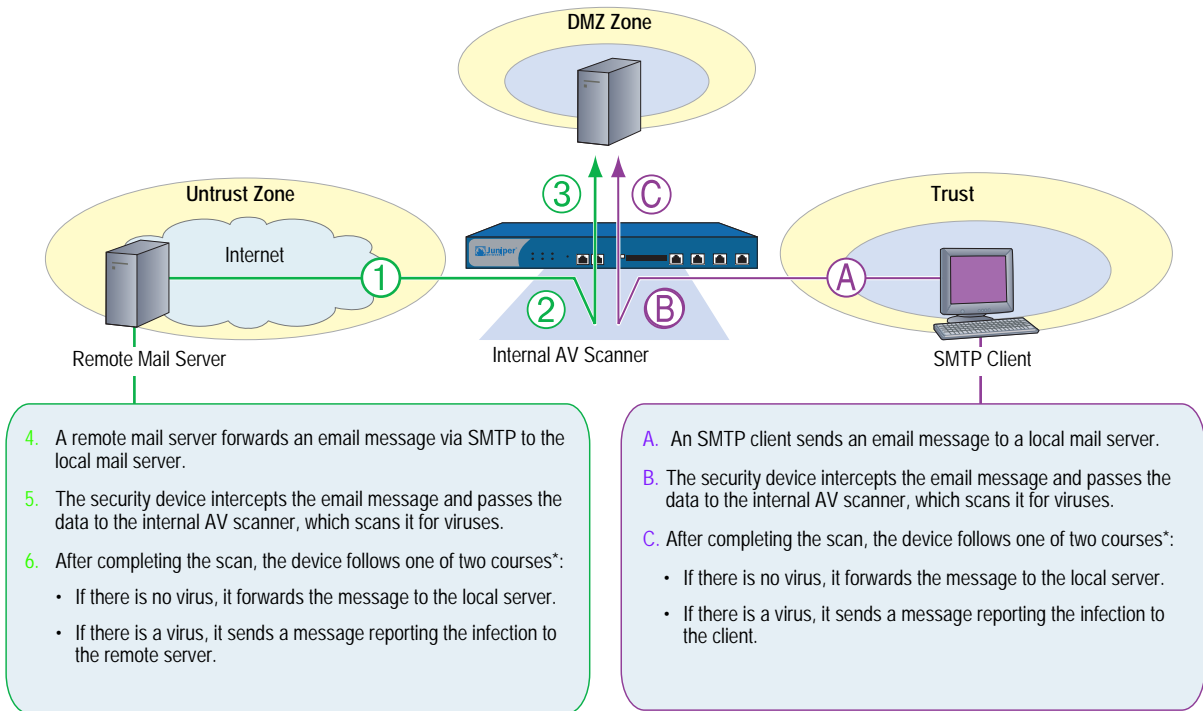 DMZ Zone
3
C
Untrust Zone
Trust
Internet
Juniper
1
A
2
B
Remote Mail Server
Internal AV Scanner
SMTP Client
4. A remote mail server forwards an email message via SMTP to the
local mail server.
5. The security device intercepts the email message and passes the
data to the internal AV scanner, which scans it for viruses.
6. After completing the scan, the device follows one of two courses*:
• If there is no virus, it forwards the message to the local server.
• If there is a virus, it sends a message reporting the infection to
the remote server.
A. An SMTP client sends an email message to a local mail server.
B. The security device intercepts the email message and passes the
data to the internal AV scanner, which scans it for viruses.
C. After completing the scan, the device follows one of two courses*:
• If there is no virus, it forwards the message to the local server.
• If there is a virus, it sends a message reporting the infection to
the client.